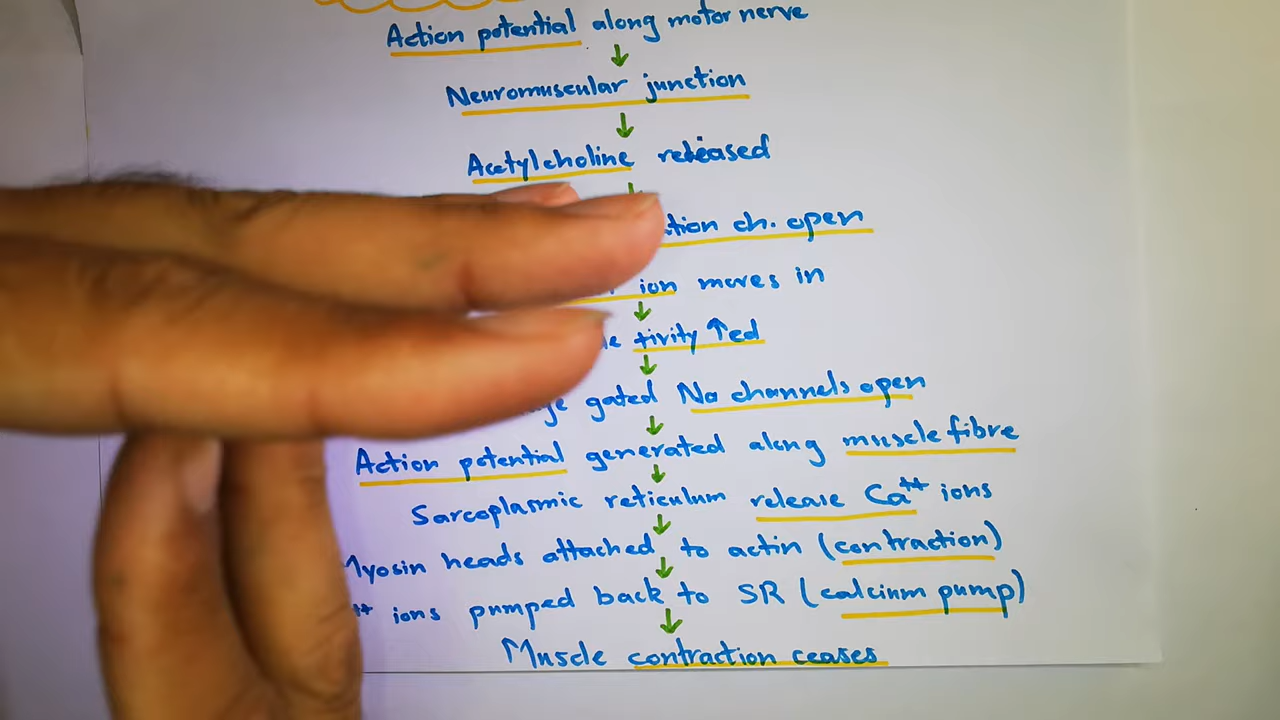 Action potential along motor nerve
↓
Neuromuscular junction
↓
Acetylcholine released
↓
ch. open
ion moves in
↓
↑ed
↓
gated Na channels open
↓
Action potential generated along muscle fibre
↓
Sarcoplasmic reticulum release Ca++ ions
↓
Myosin heads attached to actin (contraction)
↓
++ ions pumped back to SR (calcium pump)
↓
Muscle contraction ceases